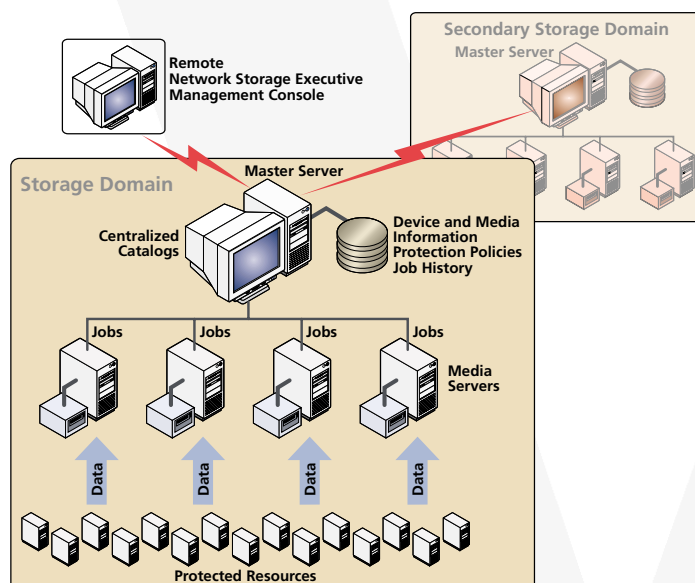 Secondary Storage Domain
Master Server
Remote
Network Storage Executive
Management Console
Storage Domain
Master Server
Centralized
Catalogs
Device and Media
Information
Protection Policies
Job History
Jobs
Jobs
Jobs
Jobs
Media
Servers
Data
Data
Data
Data
Protected Resources